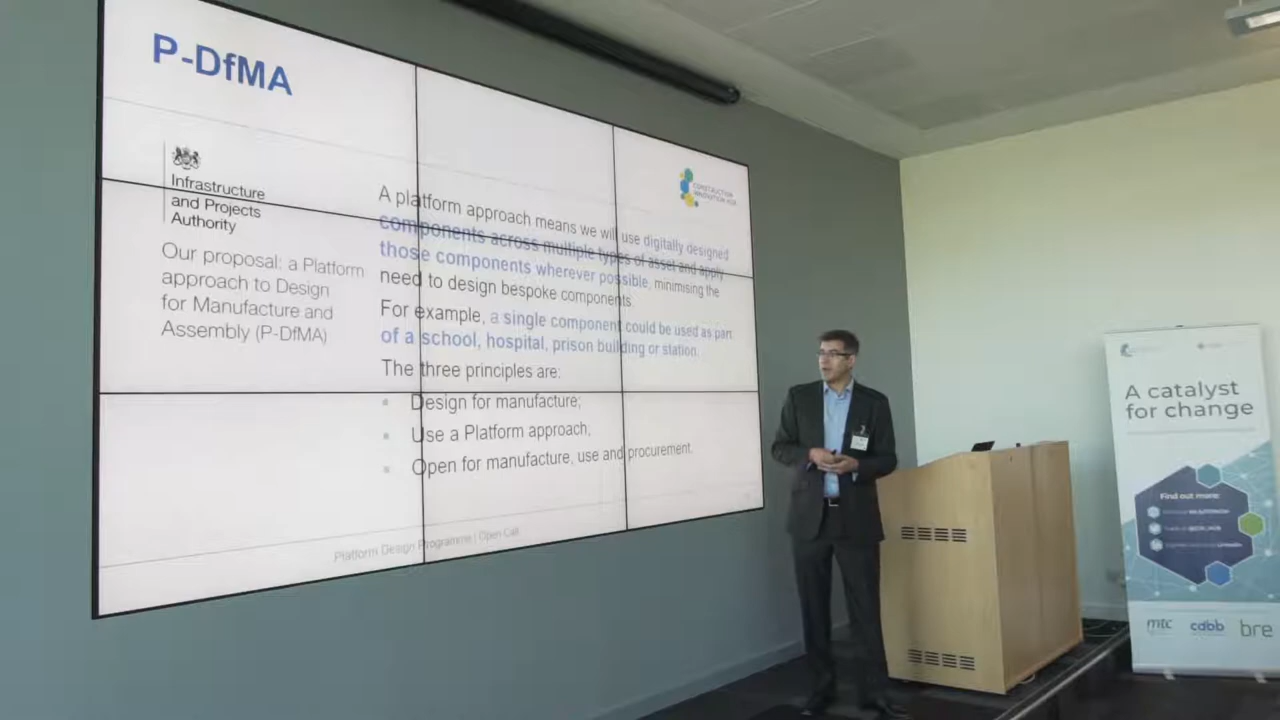 P-DfMA
Infrastructure
and Projects
Authority
Our proposal: a Platform
approach to Design
for Manufacture and
Assembly (P-DfMA)
CONSTRUCTION
INNOVATION HUB
A platform approach means we will use digitally designed
components across multiple types of asset and apply
those components wherever possible, minimising the
need to design bespoke components.
For example, a single component could be used as part
of a school, hospital, prison building or station.
The three principles are:
• Design for manufacture;
• Use a Platform approach,
• Open for manufacture, use and procurement.
Platform Design Programme | Open Call
A catalyst
for change
Find out more:
mtc
cdbb
bre